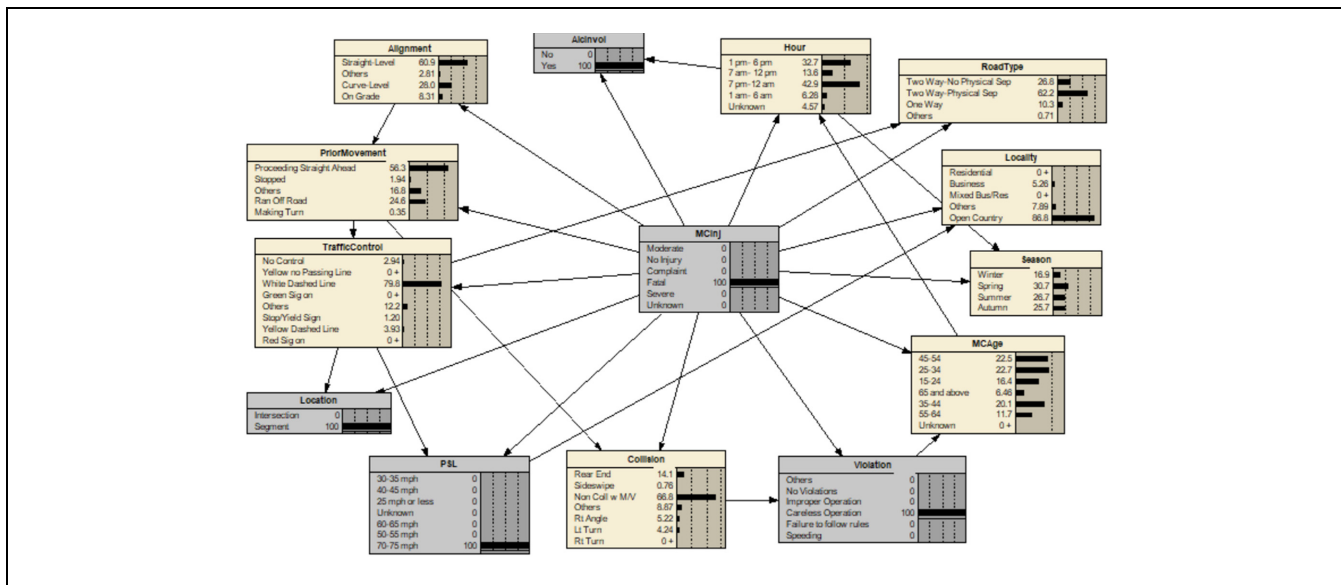 Alignment
Straight-Level 60.9
Others 2.81
Curve-Level 28.0
On Grade 8.31
AlcInvol
No 0
Yes 100
Hour
1 pm- 6 pm 32.7
7 am- 12 pm 13.6
7 pm-12 am 42.9
1 am- 6 am 6.28
Unknown 4.57
RoadType
Two Way-No Physical Sep 26.8
Two Way-Physical Sep 62.2
One Way 10.3
Others 0.71
PriorMovement
Proceeding Straight Ahead 56.3
Stopped 1.94
Others 16.8
Ran Off Road 24.6
Making Turn 0.35
Locality
Residential 0 +
Business 5.26
Mixed Bus/Res 0 +
Others 7.89
Open Country 86.8
TrafficControl
No Control 2.94
Yellow no Passing Line 0 +
White Dashed Line 79.8
Green Sig on 0 +
Others 12.2
Stop/Yield Sign 1.20
Yellow Dashed Line 3.93
Red Sig on 0 +
MCInj
Moderate 0
No Injury 0
Complaint 0
Fatal 100
Severe 0
Unknown 0
Season
Winter 16.9
Spring 30.7
Summer 26.7
Autumn 25.7
MCAge
45-54 22.5
25-34 22.7
15-24 16.4
65 and above 6.46
35-44 20.1
55-64 11.7
Unknown 0 +
Location
Intersection 0
Segment 100
PSL
30-35 mph 0
40-45 mph 0
25 mph or less 0
Unknown 0
60-65 mph 0
50-55 mph 0
70-75 mph 100
Collision
Rear End 14.1
Sideswipe 0.76
Non Coll w M/V 66.8
Others 8.87
Rt Angle 5.22
Lt Turn 4.24
Rt Turn 0 +
Violation
Others 0
No Violations 0
Improper Operation 0
Careless Operation 100
Failure to follow rules 0
Speeding 0